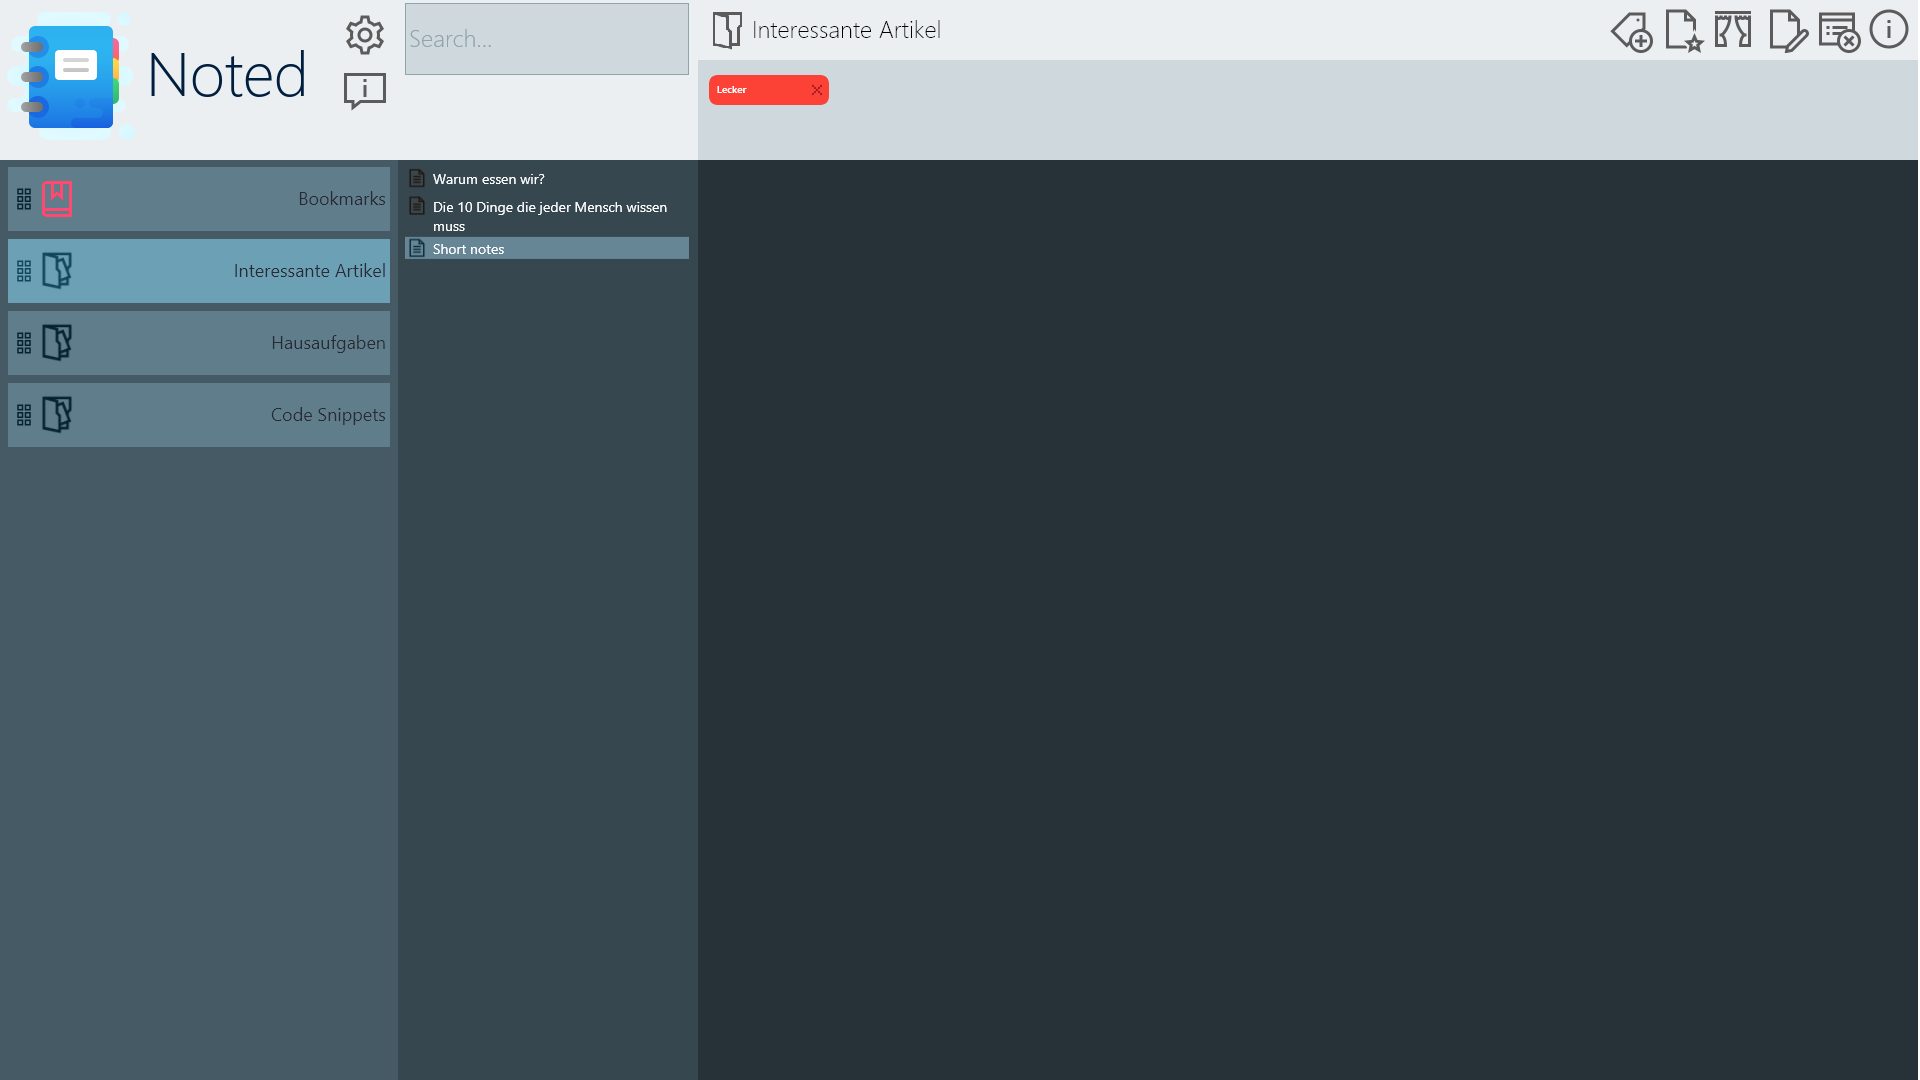 Noted
Search...
Interessante Artikel
Lecker
Bookmarks
Interessante Artikel
Hausaufgaben
Code Snippets
Warum essen wir?
Die 10 Dinge die jeder Mensch wissen
muss
Short notes